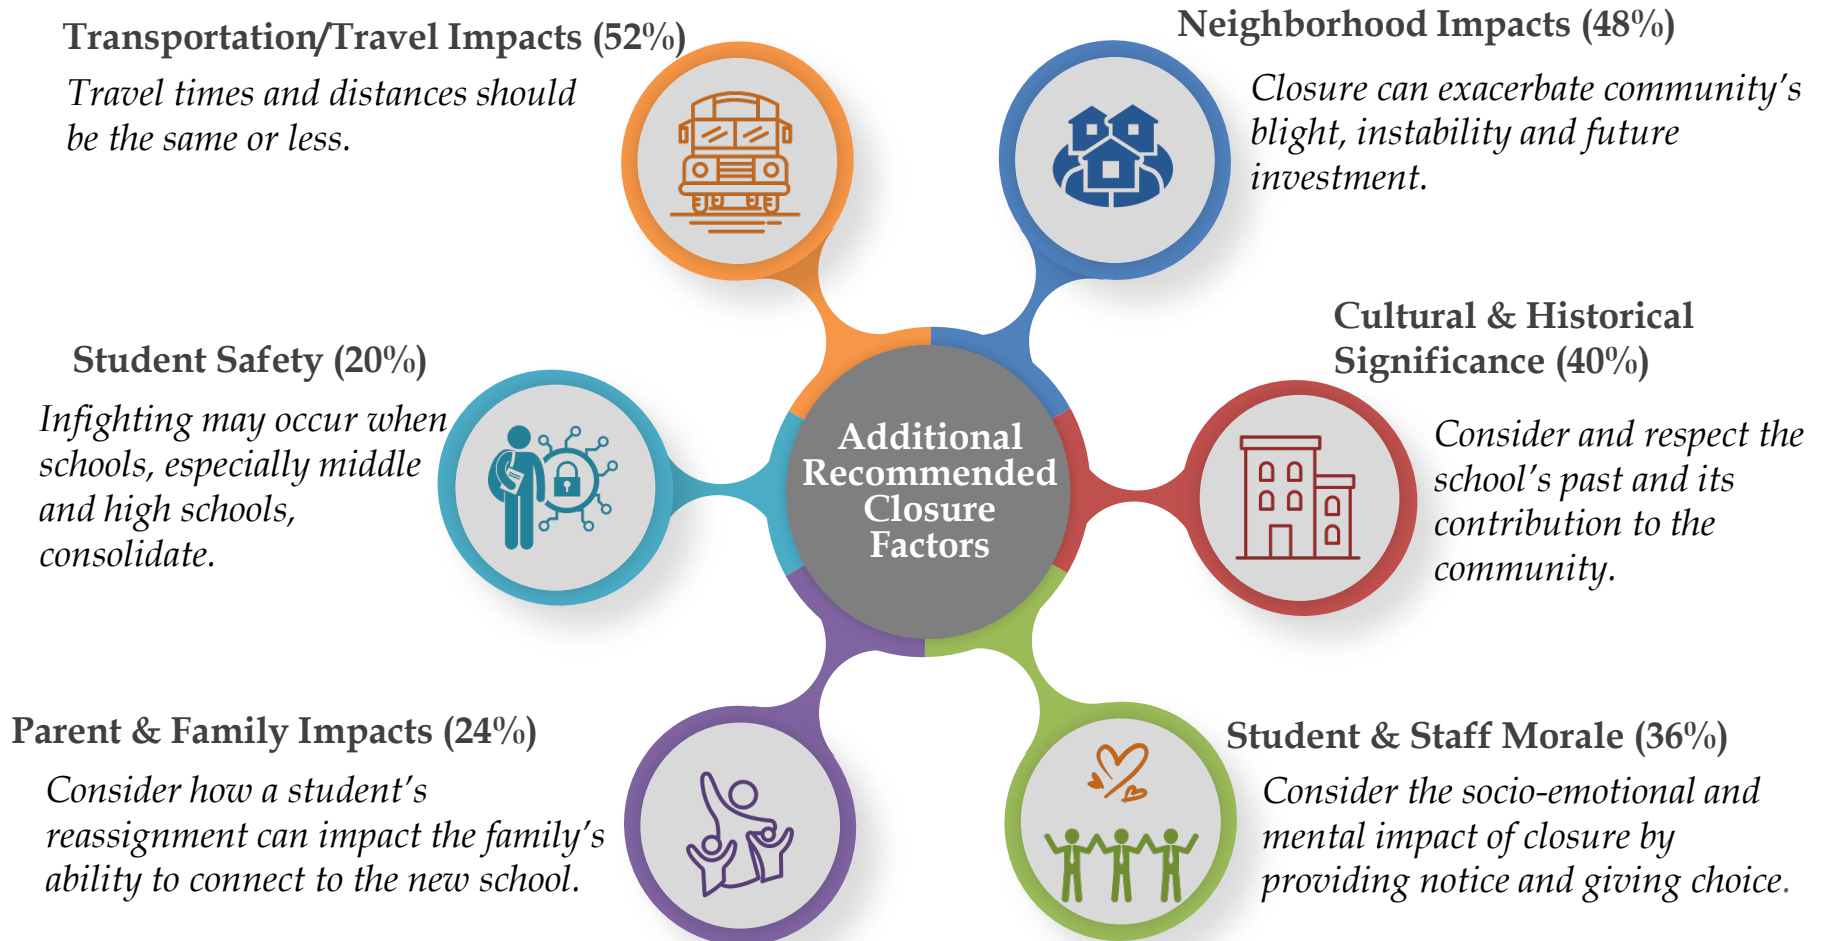 Transportation/Travel Impacts (52%)
Travel times and distances should
be the same or less.
Neighborhood Impacts (48%)
Closure can exacerbate community’s
blight, instability and future
investment.
Student Safety (20%)
Infighting may occur when
schools, especially middle
and high schools,
consolidate.
Additional
Recommended
Closure
Factors
Cultural & Historical
Significance (40%)
Consider and respect the
school’s past and its
contribution to the
community.
Parent & Family Impacts (24%)
Consider how a student’s
reassignment can impact the family’s
ability to connect to the new school.
Student & Staff Morale (36%)
Consider the socio-emotional and
mental impact of closure by
providing notice and giving choice.